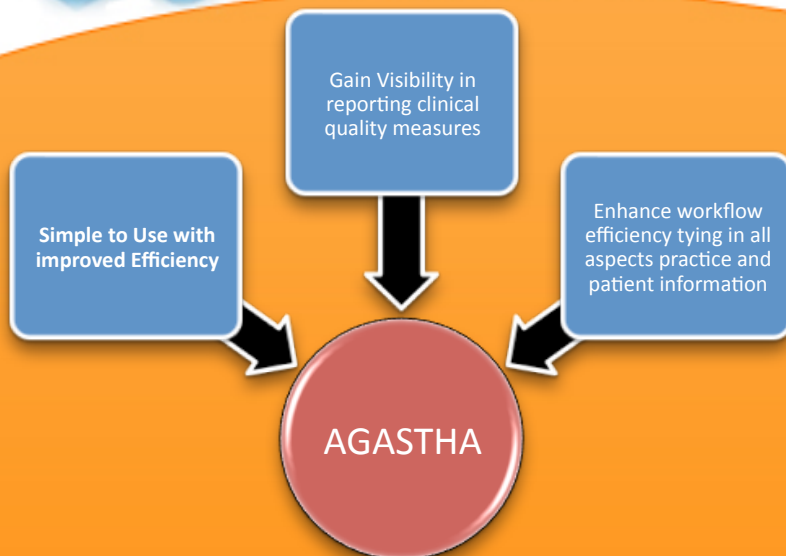 Gain Visibility in
reporting clinical
quality measures
Simple to Use with
improved Efficiency
Enhance workflow
efficiency tying in all
aspects practice and
patient information
AGASTHA